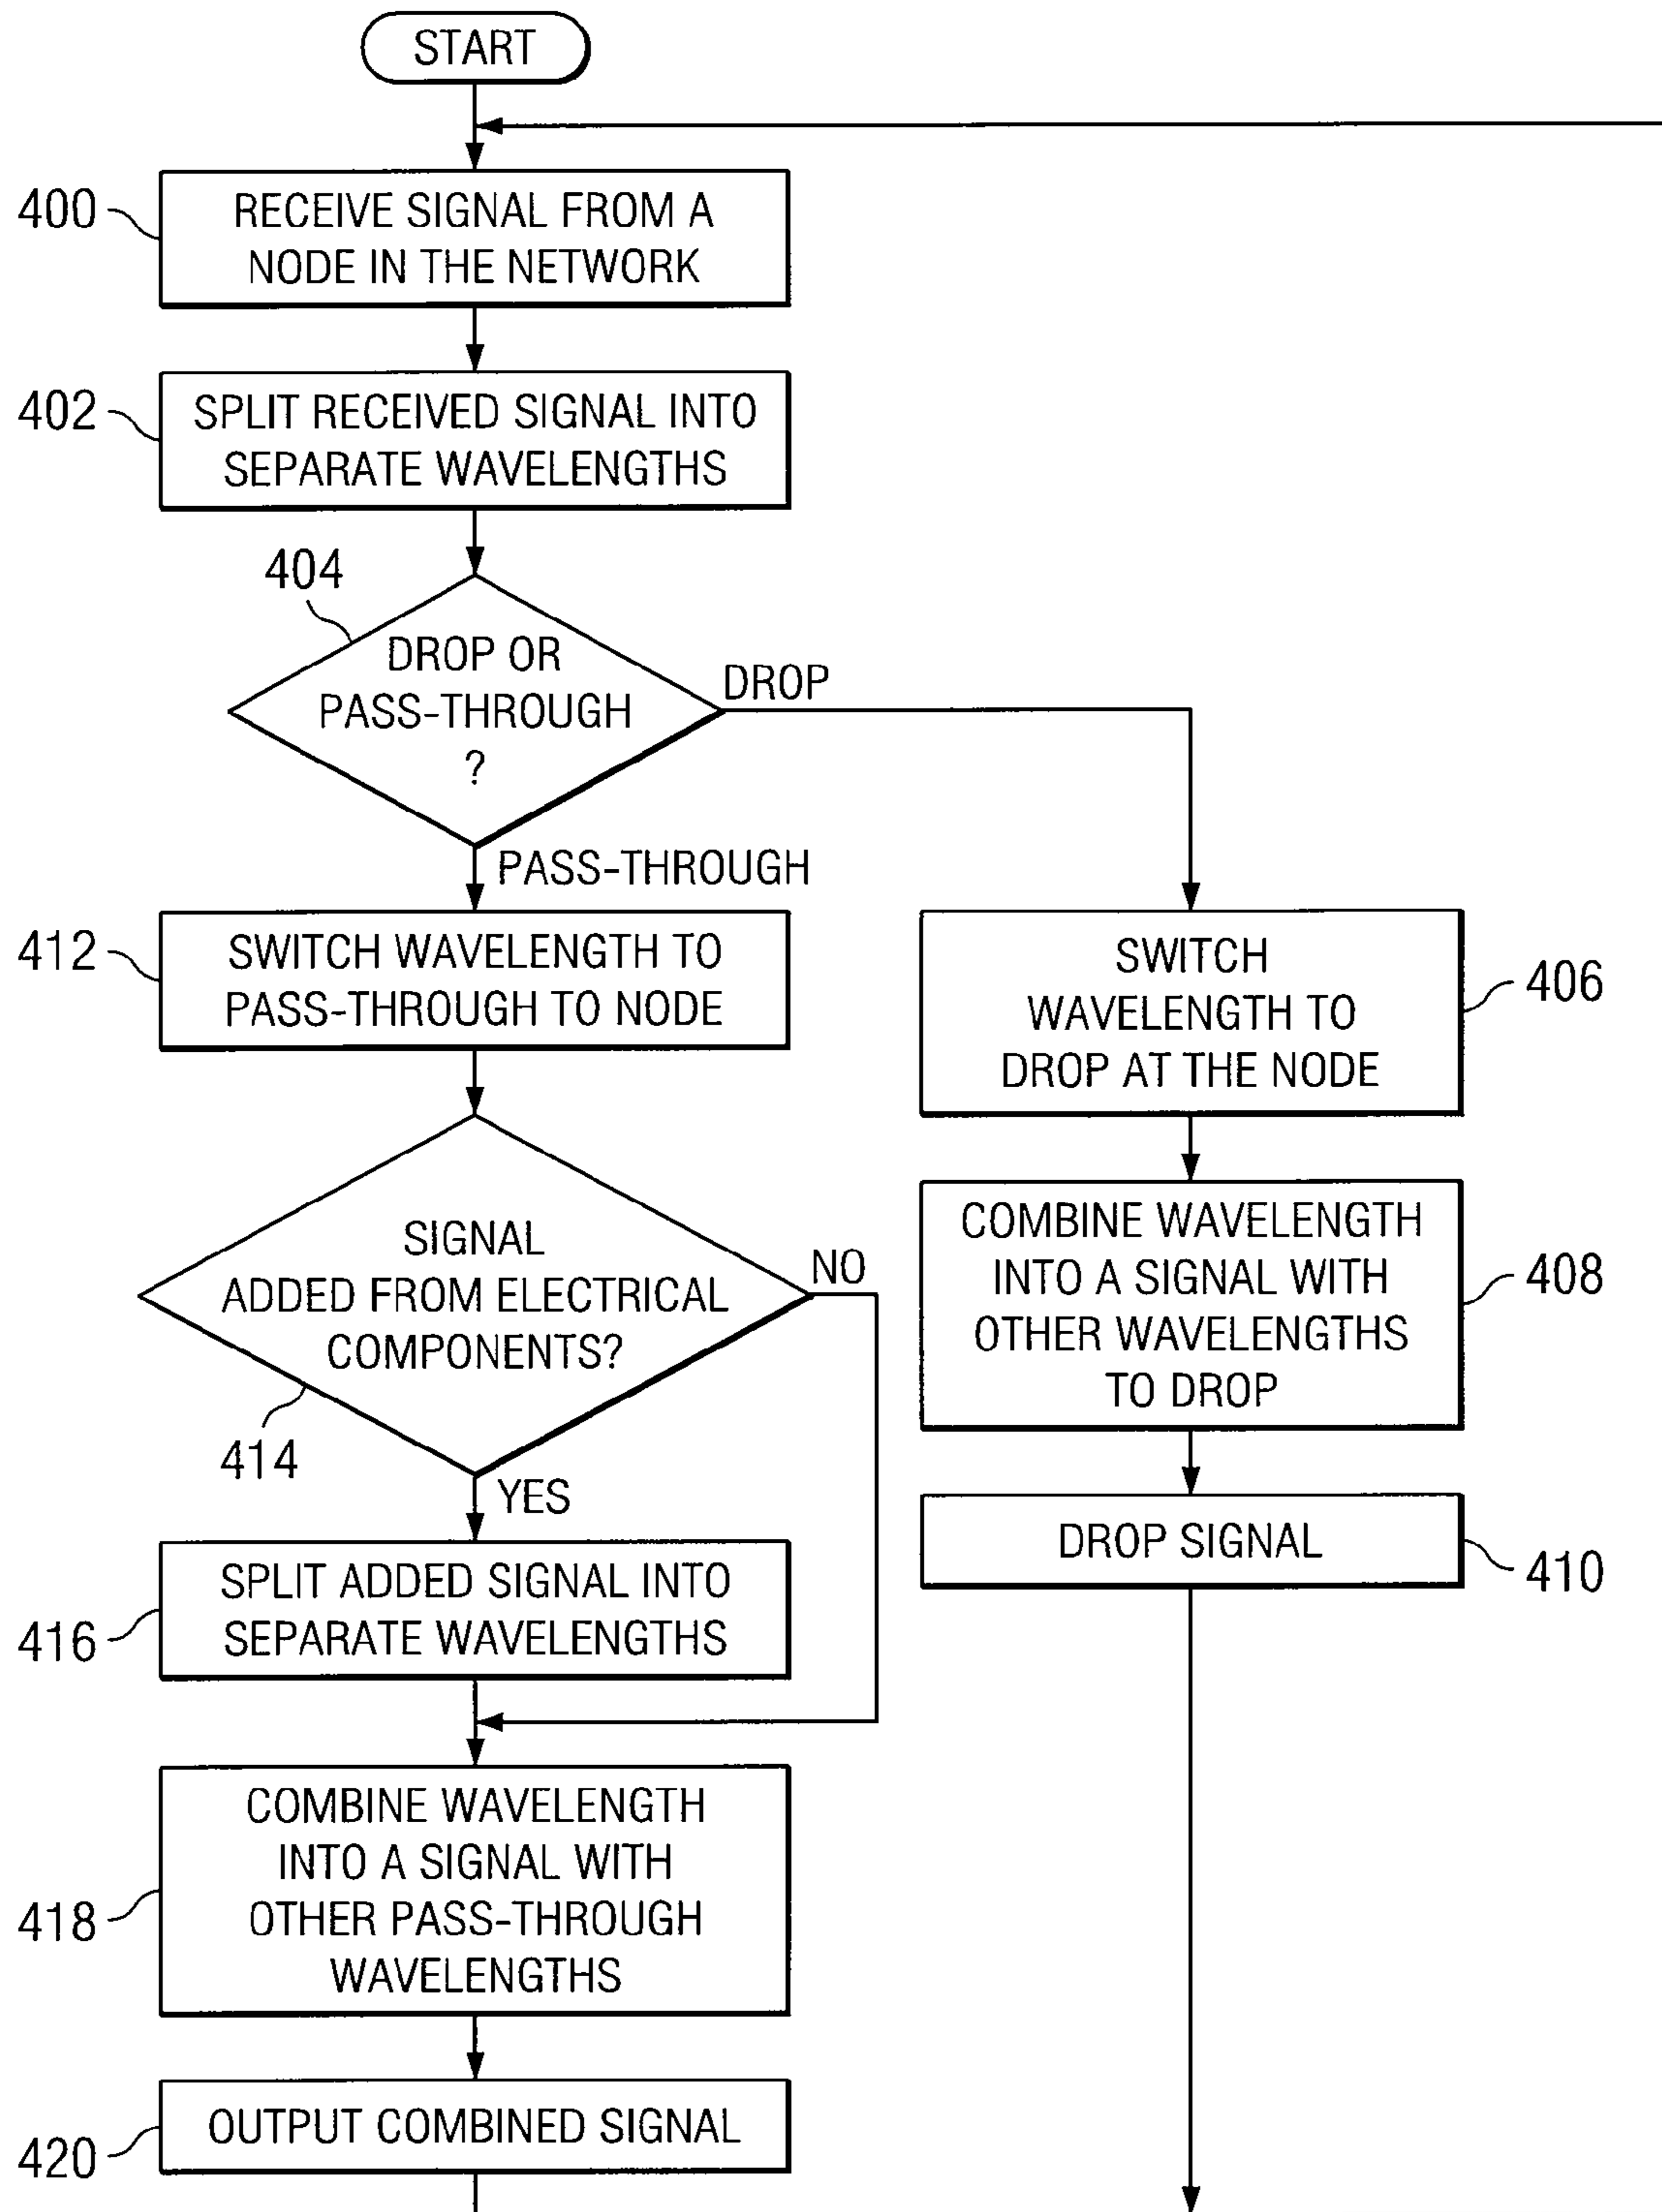 START
400
RECEIVE SIGNAL FROM A
NODE IN THE NETWORK
402
SPLIT RECEIVED SIGNAL INTO
SEPARATE WAVELENGTHS
404
DROP OR
PASS-THROUGH
?
DROP
PASS-THROUGH
412
SWITCH WAVELENGTH TO
PASS-THROUGH TO NODE
SWITCH
WAVELENGTH TO
DROP AT THE NODE
406
SIGNAL
ADDED FROM ELECTRICAL
COMPONENTS?
NO
414
YES
COMBINE WAVELENGTH
INTO A SIGNAL WITH
OTHER WAVELENGTHS
TO DROP
408
DROP SIGNAL
410
416
SPLIT ADDED SIGNAL INTO
SEPARATE WAVELENGTHS
418
COMBINE WAVELENGTH
INTO A SIGNAL WITH
OTHER PASS-THROUGH
WAVELENGTHS
420
OUTPUT COMBINED SIGNAL